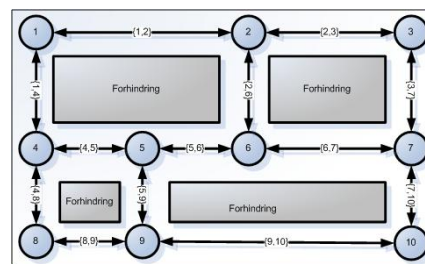 1 {1,2} 2 {2,3} 3
Forhindring Forhindring
{1,4} {2,6} {3,7}
4 {4,5} 5 {5,6} 6 {6,7} 7
{4,8} {5,9} {7,10}
Forhindring Forhindring
8 {8,9} 9 {9,10} 10